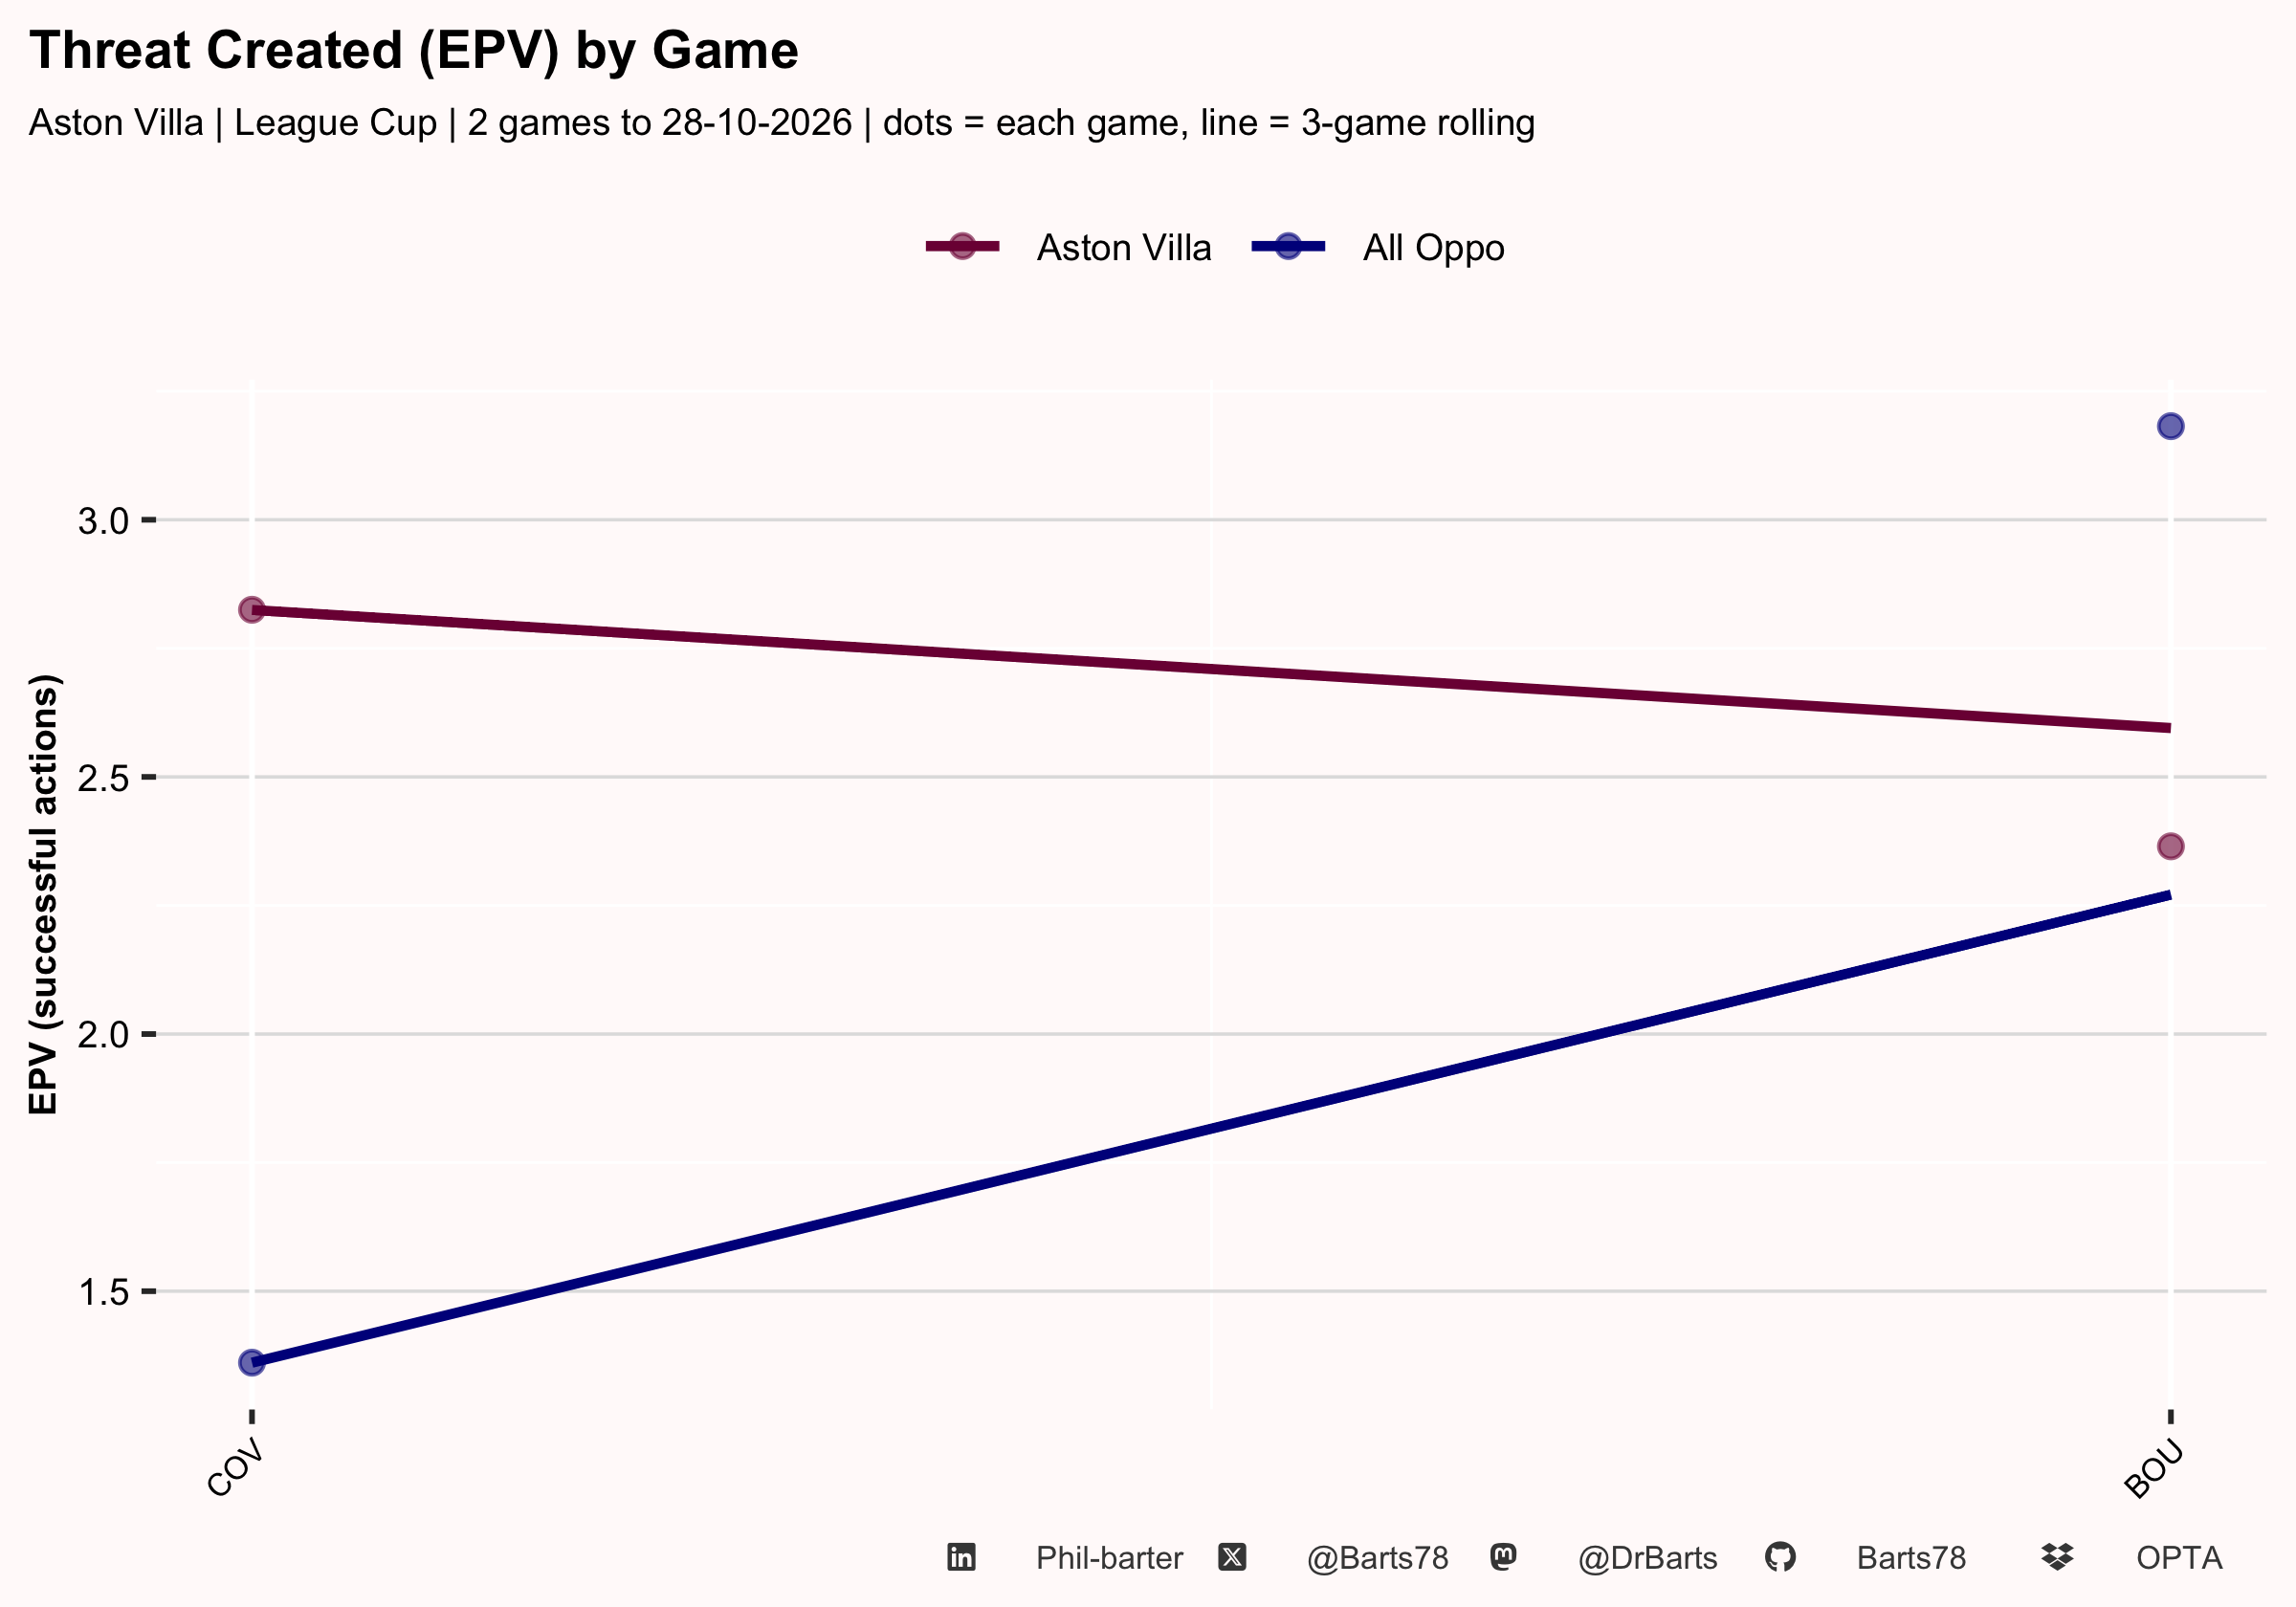 Threat Created (EPV) by Game
Aston Villa | League Cup | 2 games to 28-10-2026 | dots = each game, line = 3-game rolling
Aston Villa
All Oppo
EPV (successful actions)
3.0
2.5
2.0
1.5
COV
BOU
Phil-barter @Barts78 @DrBarts Barts78 OPTA